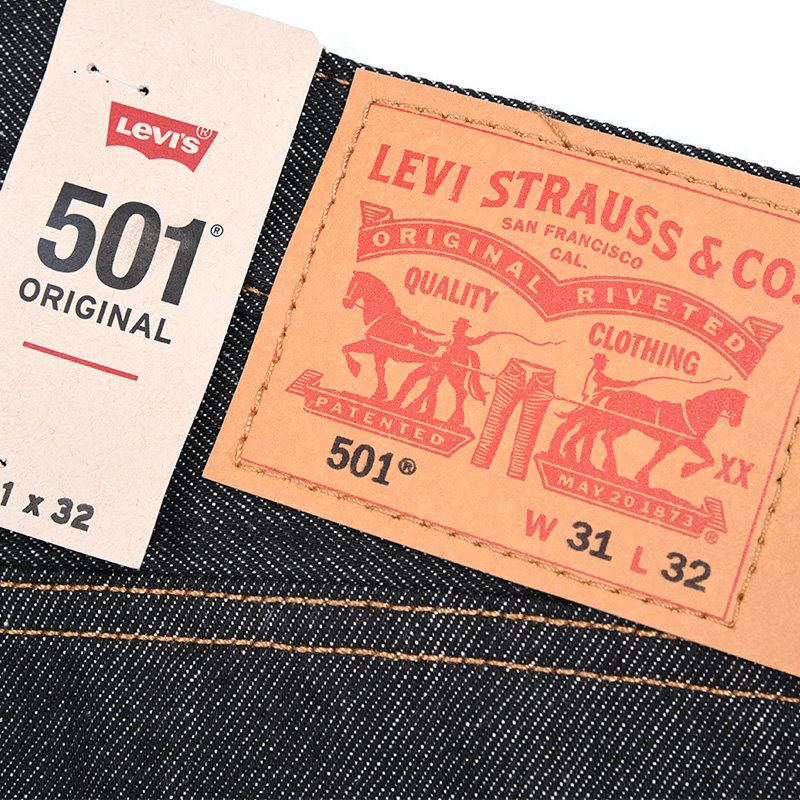 LEVI'S®
501®
ORIGINAL
1 x 32
LEVI STRAUSS & CO.
SAN FRANCISCO
CAL.
ORIGINAL RIVETED
QUALITY
CLOTHING
PATENTED
MAY 20 1873
XX
®
501®
W 31 L 32